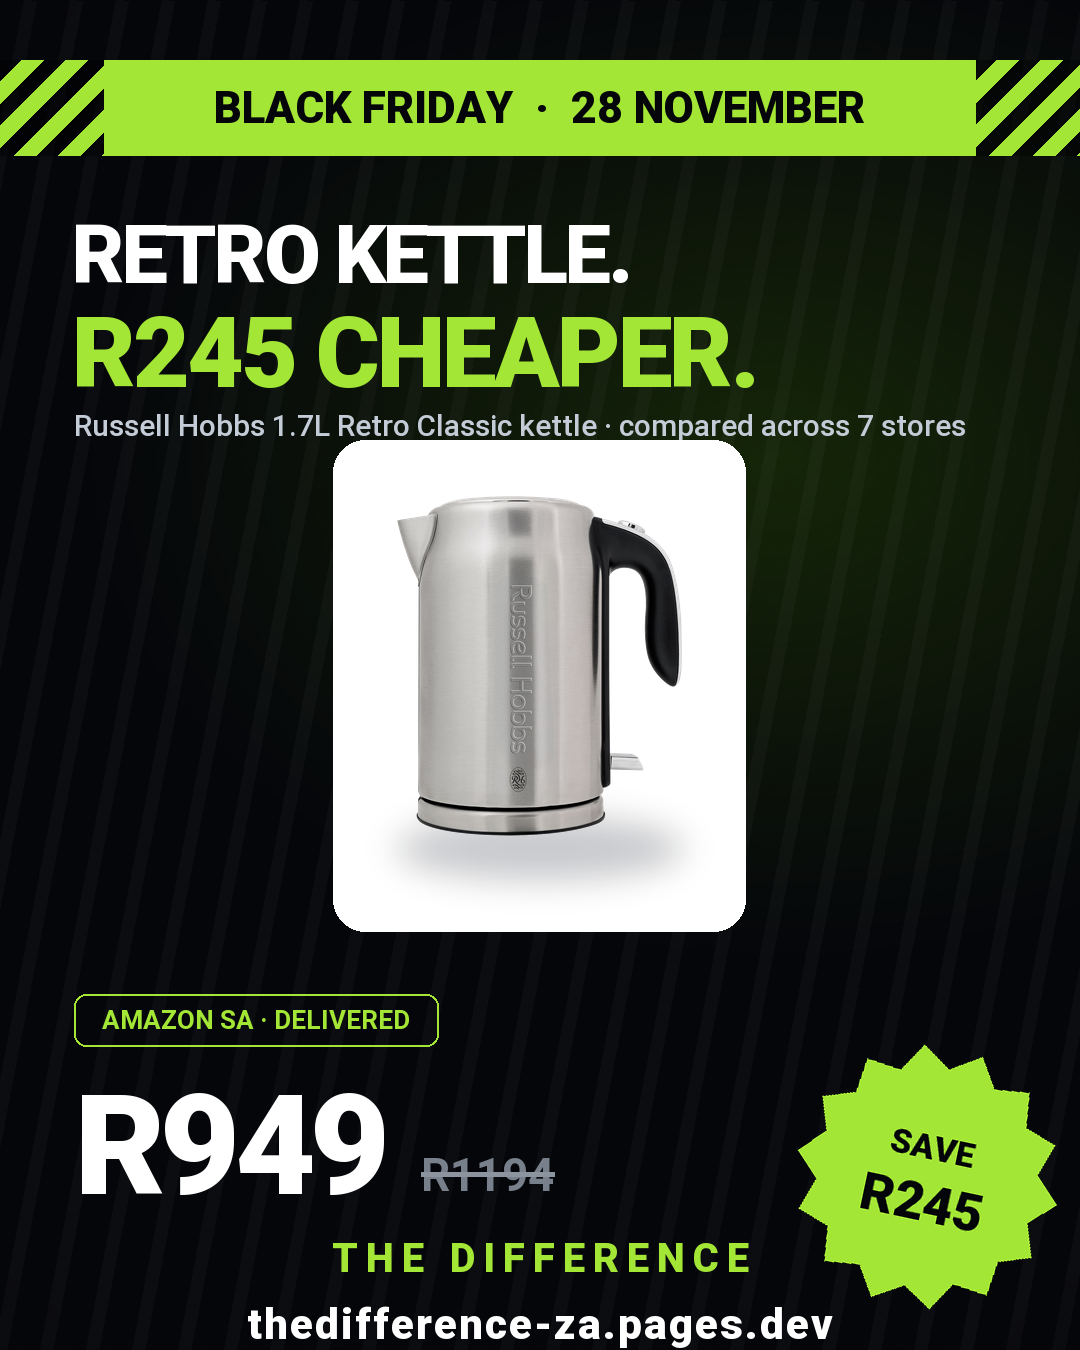 BLACK FRIDAY · 28 NOVEMBER
RETRO KETTLE.
R245 CHEAPER.
Russell Hobbs 1.7L Retro Classic kettle · compared across 7 stores
Russell Hobbs
AMAZON SA · DELIVERED
R949 R1194
SAVE
R245
THE DIFFERENCE
thedifference-za.pages.dev